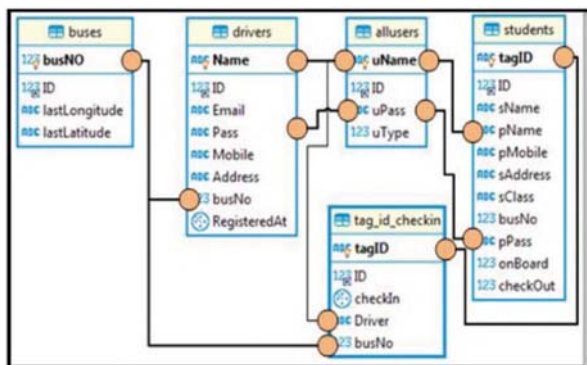 buses
busNO
ID
lastLongitude
lastLatitude
drivers
Name
ID
Email
Pass
Mobile
Address
busNo
RegisteredAt
allusers
uName
ID
uPass
uType
students
tagID
ID
sName
pName
pMobile
sAddress
sClass
busNo
pPass
onBoard
checkOut
tag_id_checkin
tagID
ID
checkIn
Driver
busNo